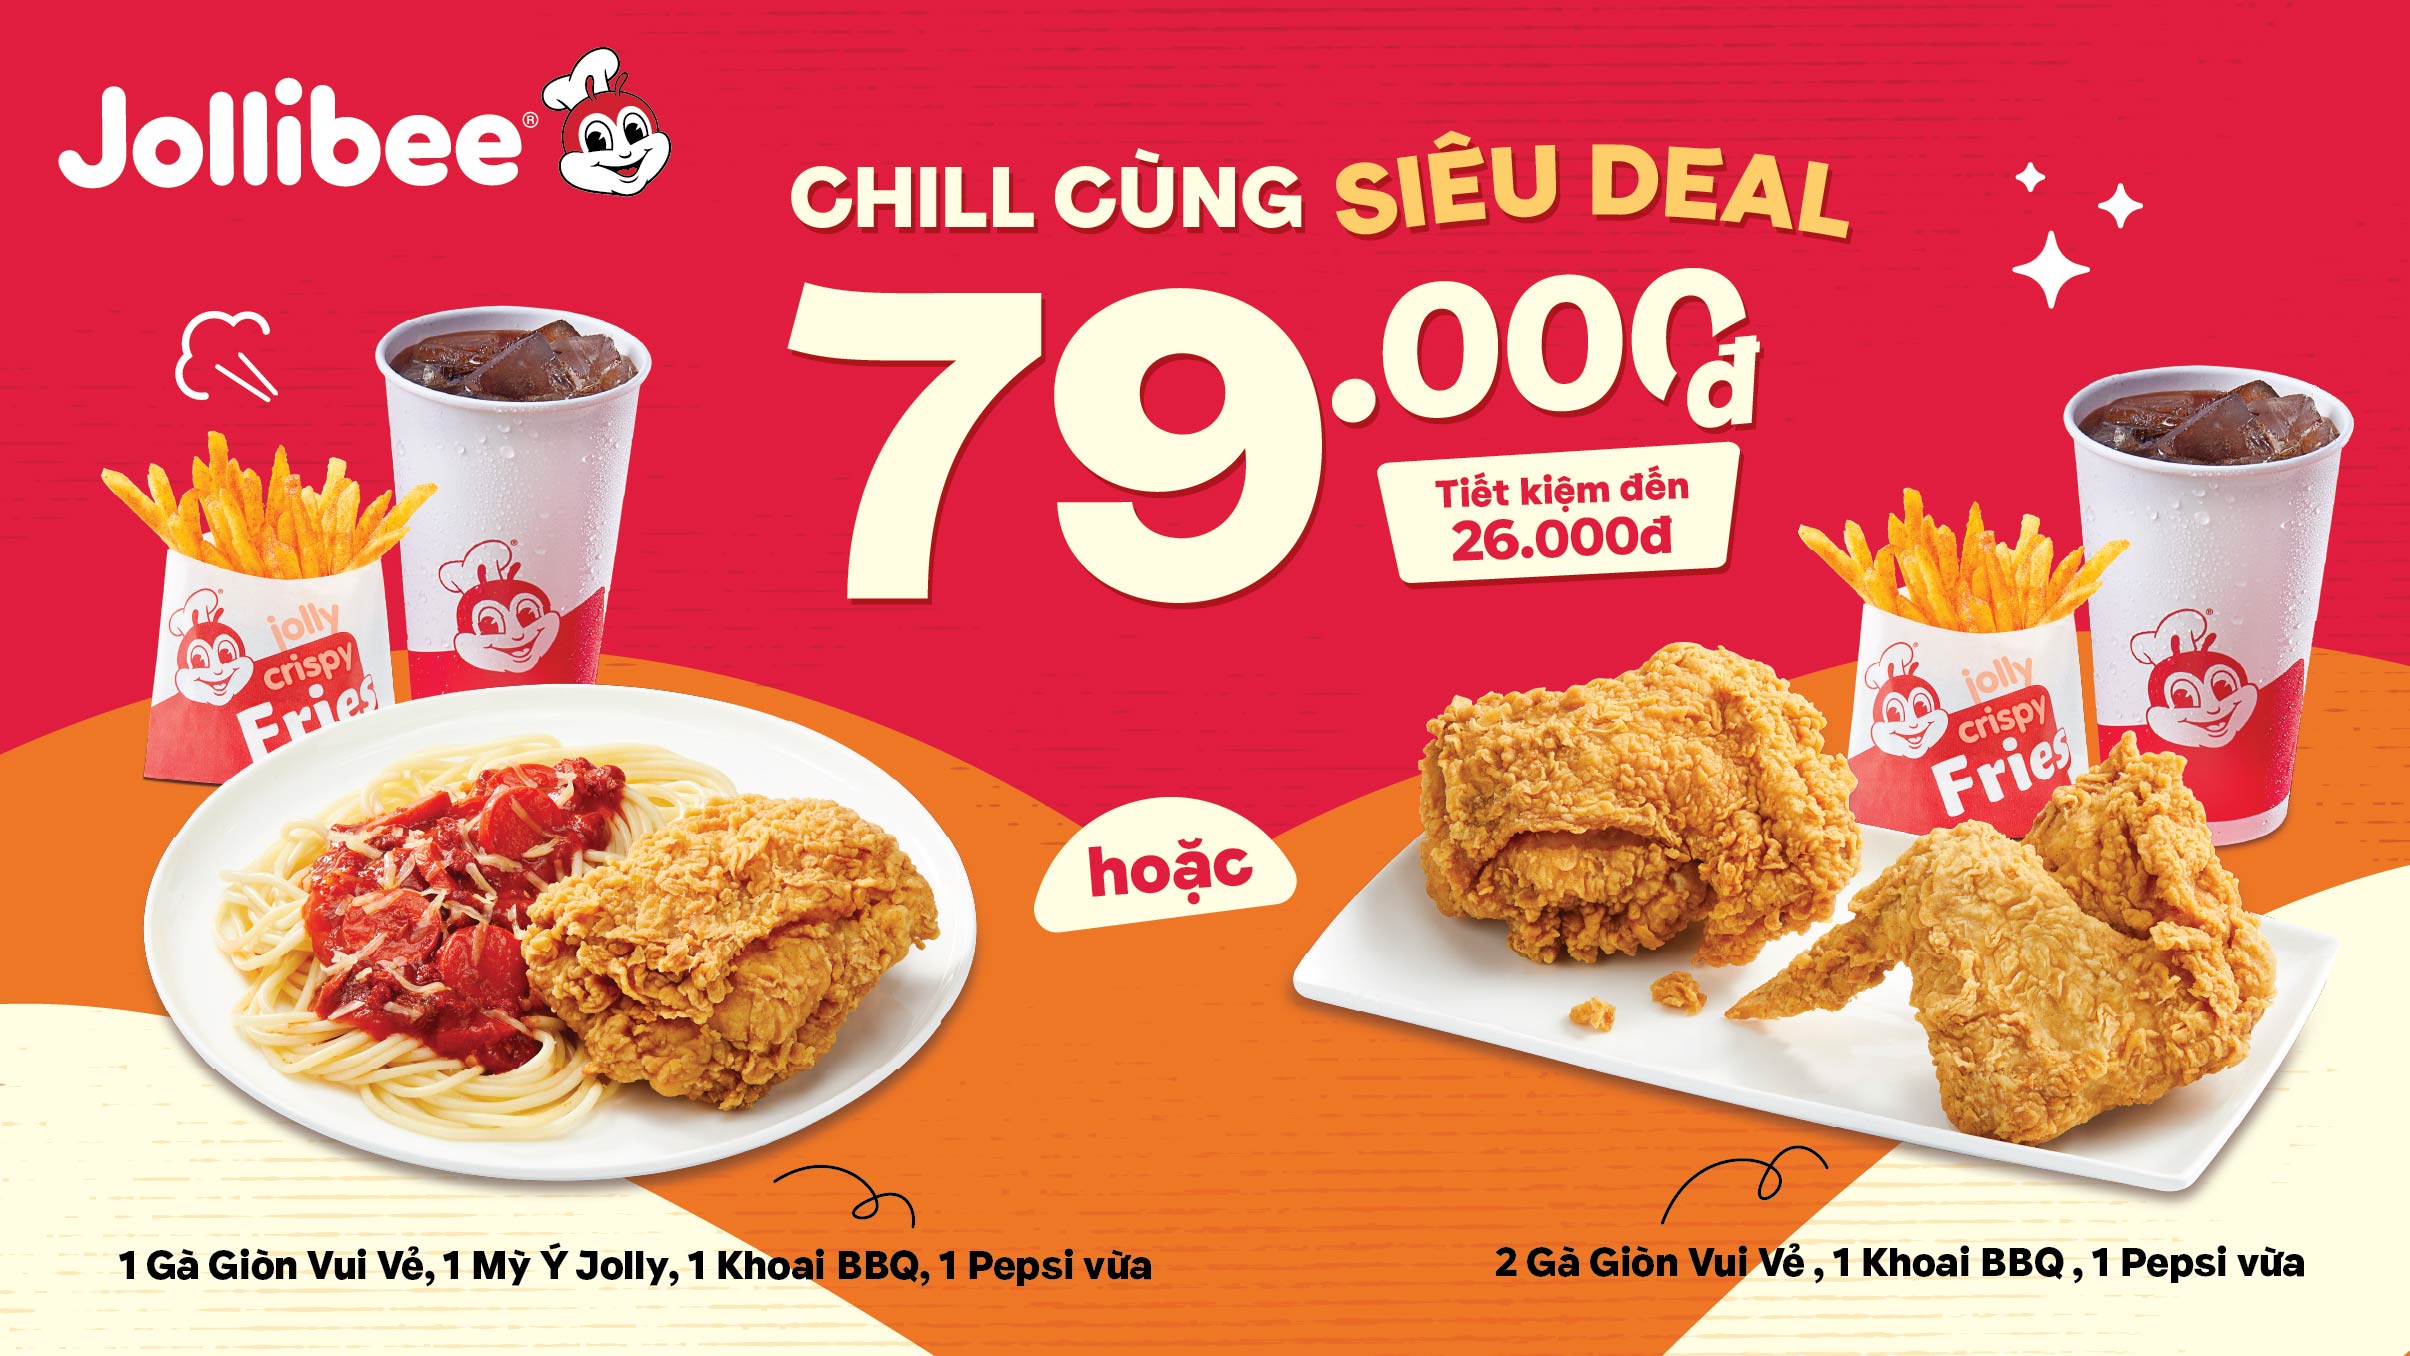 Jollibee®
CHILL CÙNG SIÊU DEAL
79.000đ
Tiết kiệm đến
26.000đ
jolly
crispy
Fries
jolly
crispy
Fries
hoặc
1 Gà Giòn Vui Vẻ, 1 Mỳ Ý Jolly, 1 Khoai BBQ, 1 Pepsi vừa
2 Gà Giòn Vui Vẻ , 1 Khoai BBQ , 1 Pepsi vừa